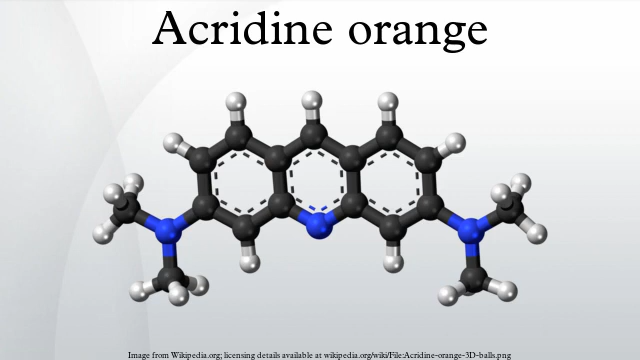 Acridine orange
Image from Wikipedia.org; licensing details available at wikipedia.org/wiki/File:Acridine-orange-3D-balls.png